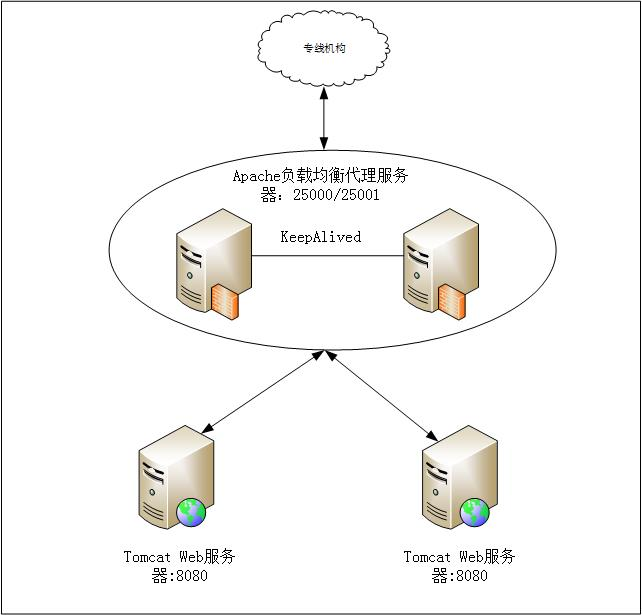 专线机构
Apache负载均衡代理服务
器：25000/25001
KeepAlived
Tomcat Web服务
器:8080
Tomcat Web服务
器:8080